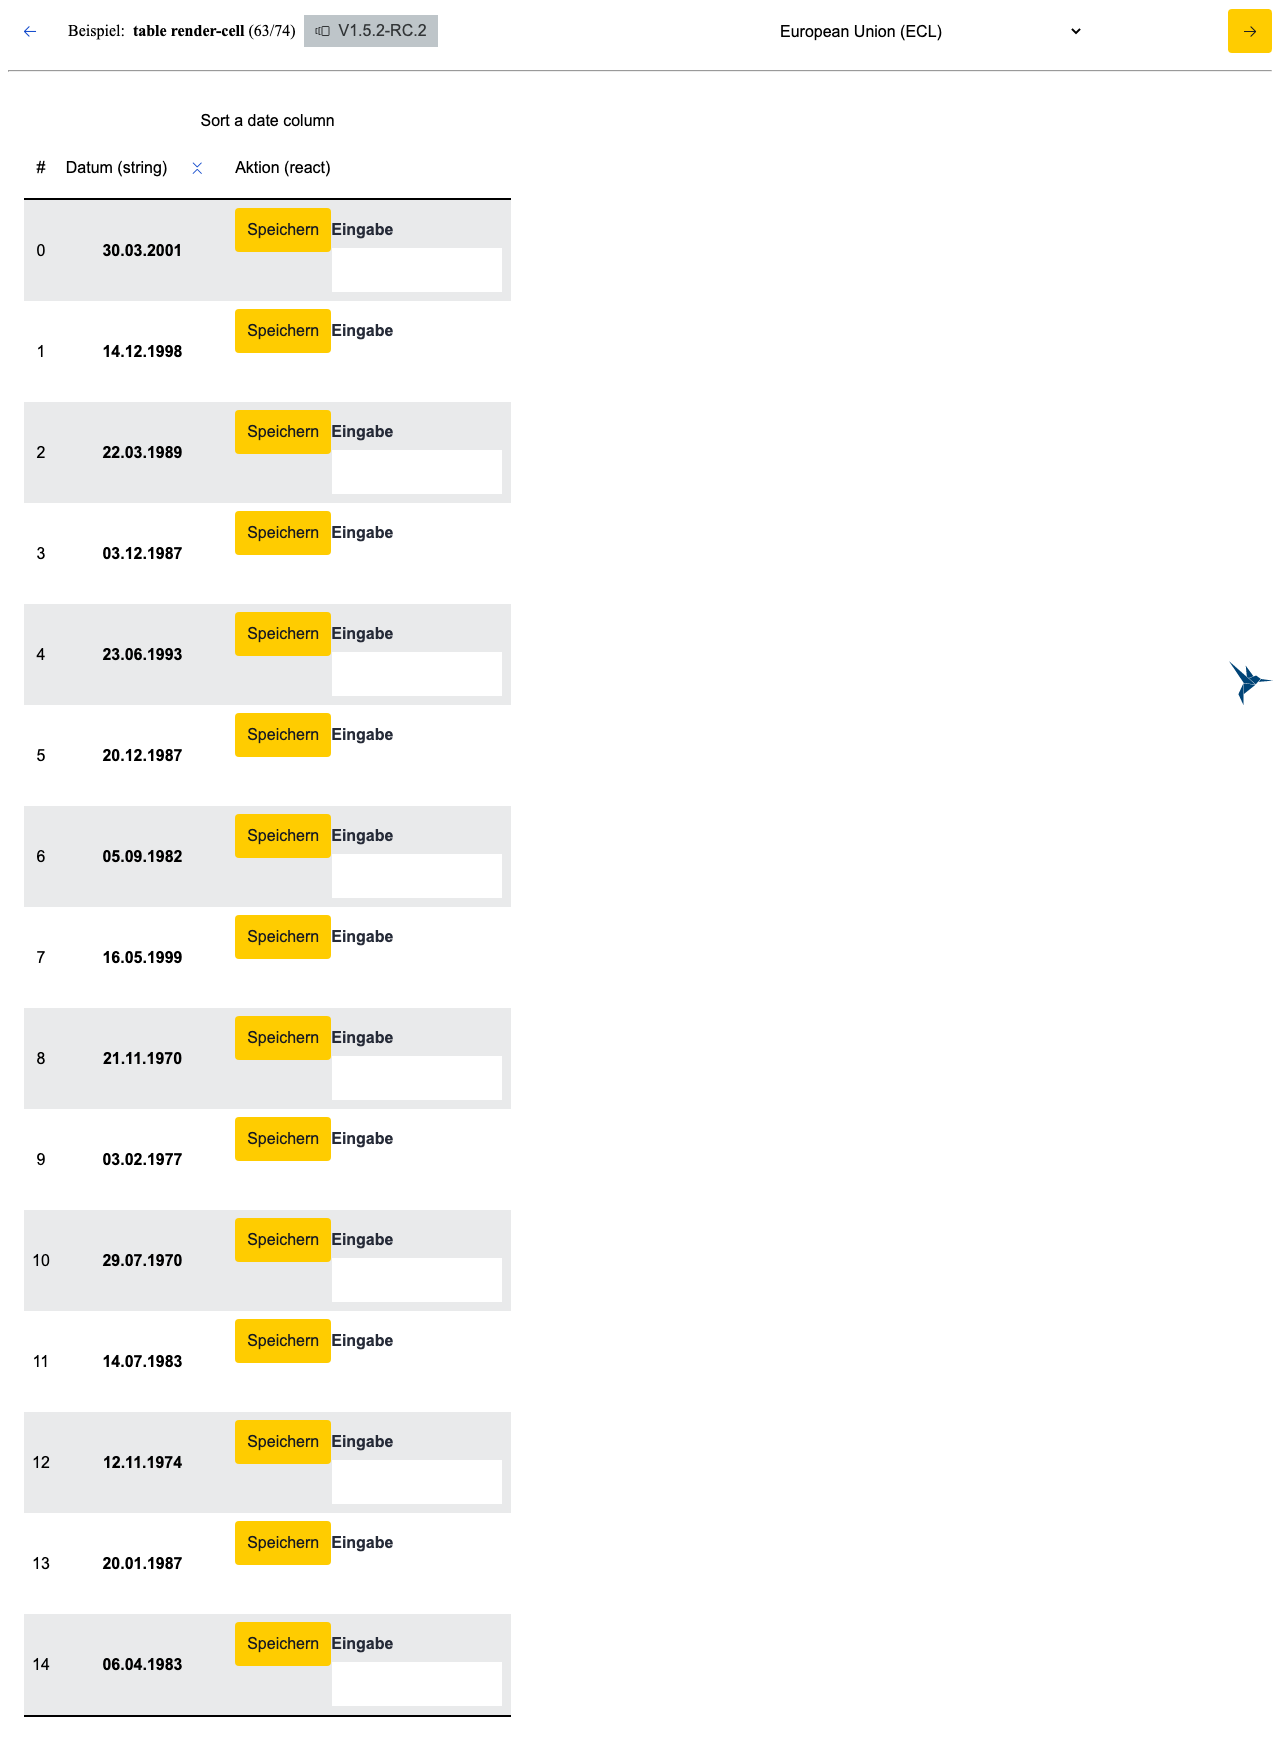 Beispiel: table render-cell (63/74) V1.5.2-RC.2 European Union (ECL)
Sort a date column
# Datum (string) Aktion (react)
0 30.03.2001 Speichern Eingabe
1 14.12.1998 Speichern Eingabe
2 22.03.1989 Speichern Eingabe
3 03.12.1987 Speichern Eingabe
4 23.06.1993 Speichern Eingabe
5 20.12.1987 Speichern Eingabe
6 05.09.1982 Speichern Eingabe
7 16.05.1999 Speichern Eingabe
8 21.11.1970 Speichern Eingabe
9 03.02.1977 Speichern Eingabe
10 29.07.1970 Speichern Eingabe
11 14.07.1983 Speichern Eingabe
12 12.11.1974 Speichern Eingabe
13 20.01.1987 Speichern Eingabe
14 06.04.1983 Speichern Eingabe